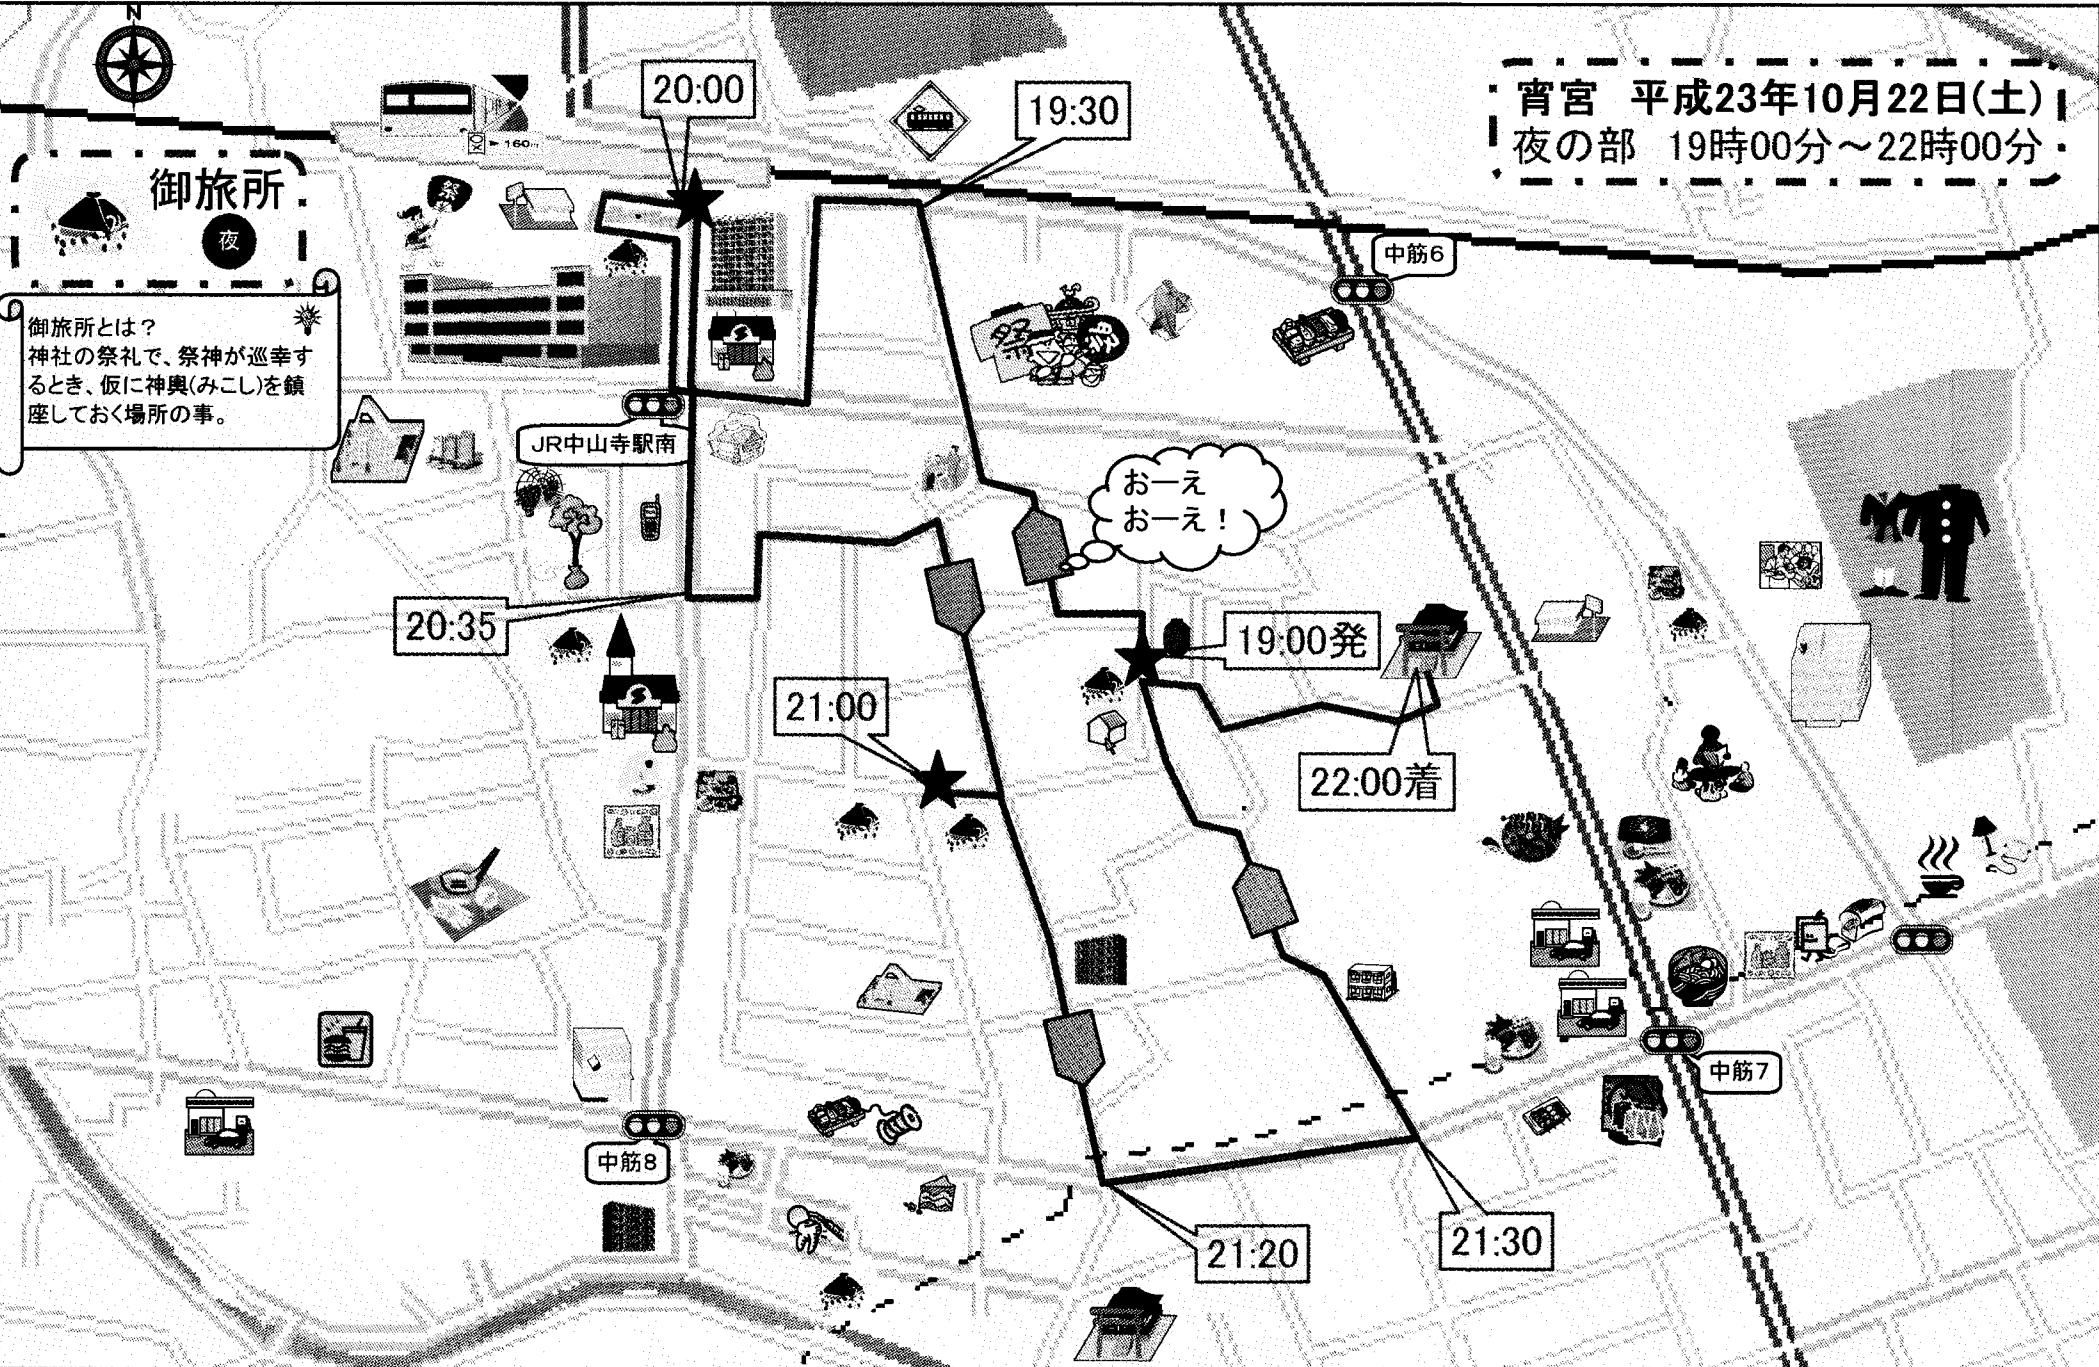 N
20:00
19:30
宵宮 平成23年10月22日(土)
夜の部 19時00分～22時00分
160
御旅所
夜
祭
中筋6
御旅所とは？
神社の祭礼で、祭神が巡幸す
るとき、仮に神輿(みこし)を鎮
座しておく場所の事。
祭
JR中山寺駅南
おーえ
おーえ！
20:35
19:00発
21:00
22:00着
中筋7
中筋8
21:20
21:30